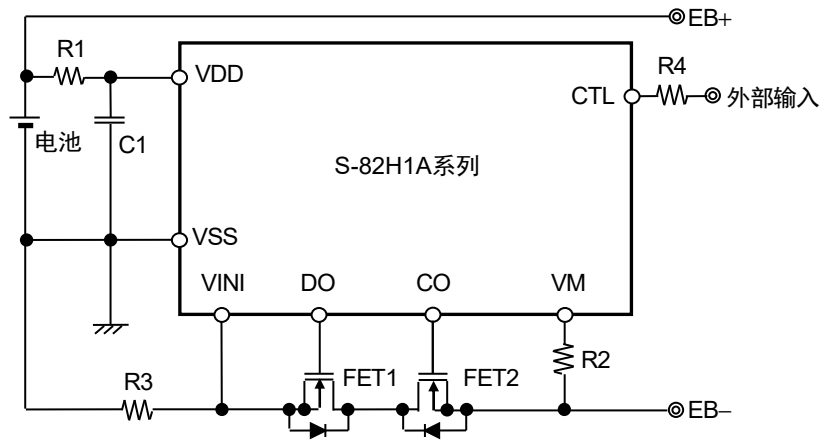 EB+
R1
VDD
R4
CTL
外部输入
电池
C1
S-82H1A系列
VSS
VINI
DO
CO
VM
R3
FET1
FET2
R2
EB−